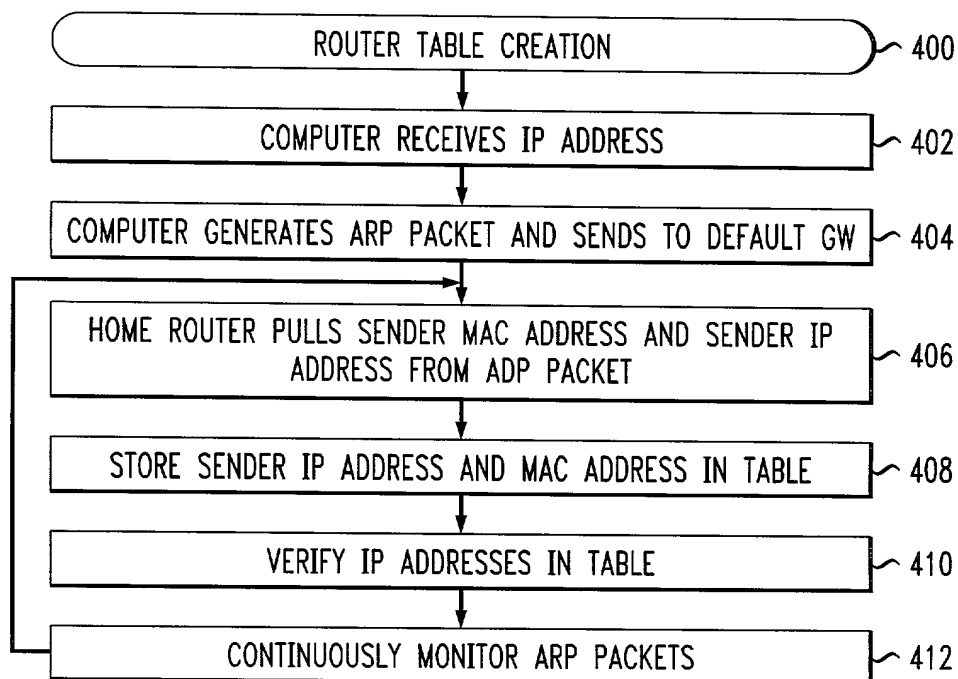 ROUTER TABLE CREATION
400
COMPUTER RECEIVES IP ADDRESS
402
COMPUTER GENERATES ARP PACKET AND SENDS TO DEFAULT GW
404
HOME ROUTER PULLS SENDER MAC ADDRESS AND SENDER IP
ADDRESS FROM ADP PACKET
406
STORE SENDER IP ADDRESS AND MAC ADDRESS IN TABLE
408
VERIFY IP ADDRESSES IN TABLE
410
CONTINUOUSLY MONITOR ARP PACKETS
412